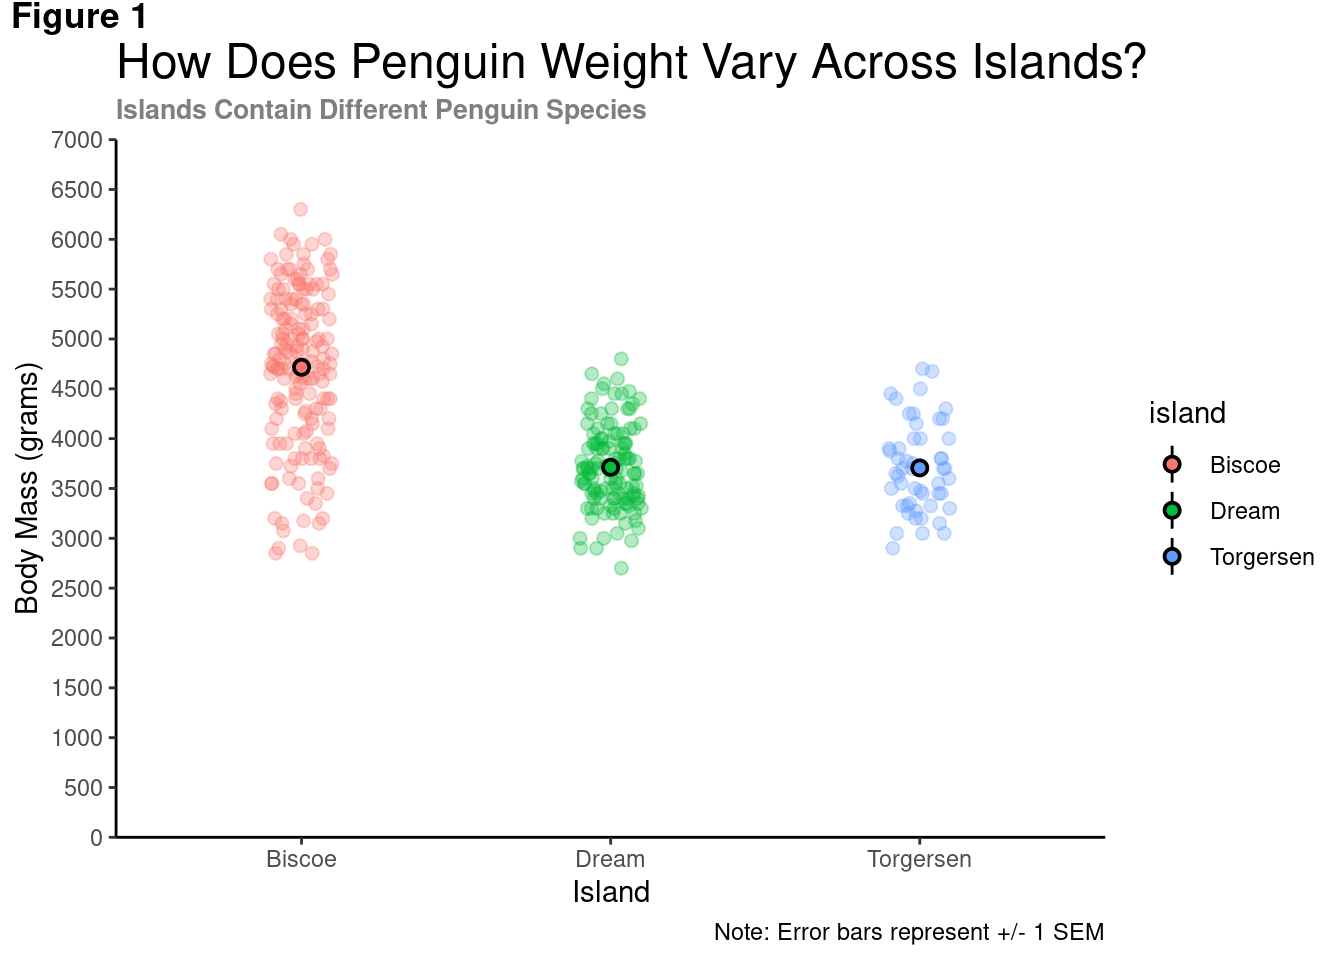 Figure 1
How Does Penguin Weight Vary Across Islands?
Islands Contain Different Penguin Species
7000
6500
6000
5500
5000
4500
4000
3500
3000
2500
2000
1500
1000
500
0
Body Mass (grams)
Biscoe
Dream
Torgersen
Island
island
Biscoe
Dream
Torgersen
Note: Error bars represent +/- 1 SEM